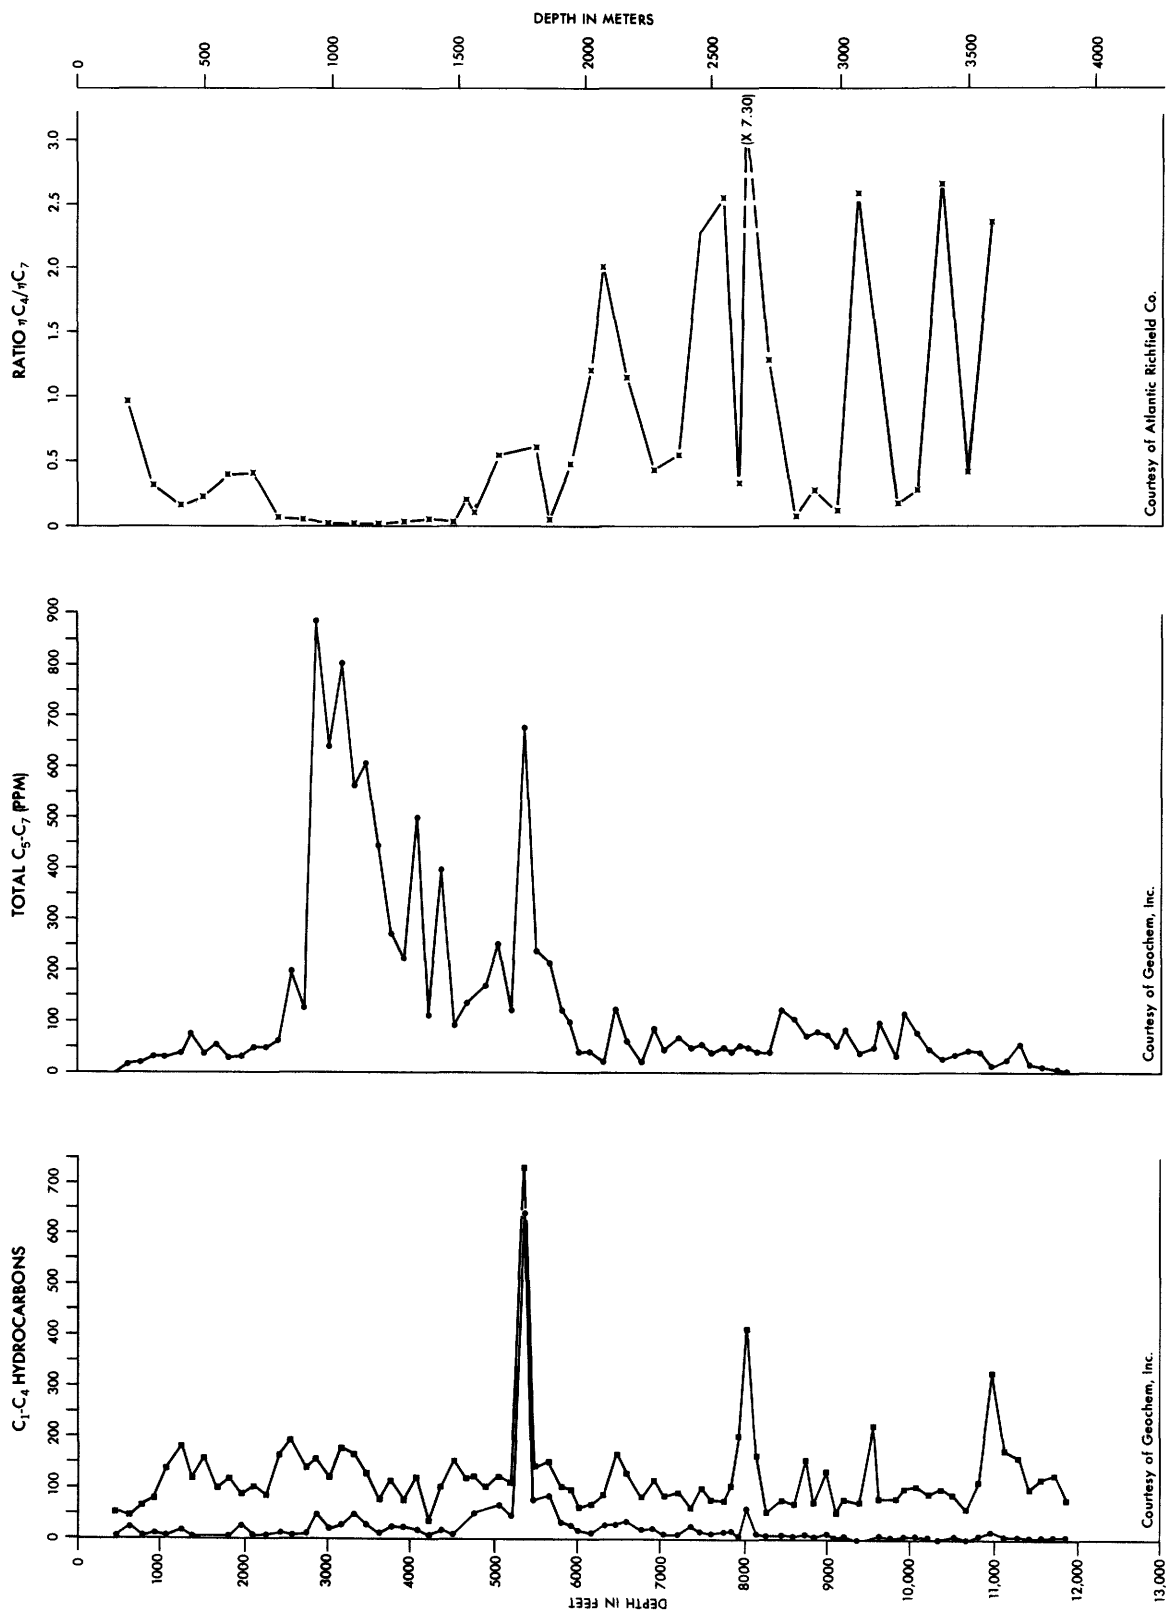 DEPTH IN METERS
0 500 1000 1500 2000 2500 3000 3500 4000
RATIO ηC4/ηC7
3.0
2.5
2.0
1.5
1.0
0.5
0
(X 7.30)
Courtesy of Atlantic Richfield Co.
TOTAL C5-C7 (PPM)
900
800
700
600
500
400
300
200
100
0
Courtesy of Geochem, Inc.
C1-C4 HYDROCARBONS
700
600
500
400
300
200
100
0
Courtesy of Geochem, Inc.
0 1000 2000 3000 4000 5000 6000 7000 8000 9000 10,000 11,000 12,000 13,000
DEPTH IN FEET